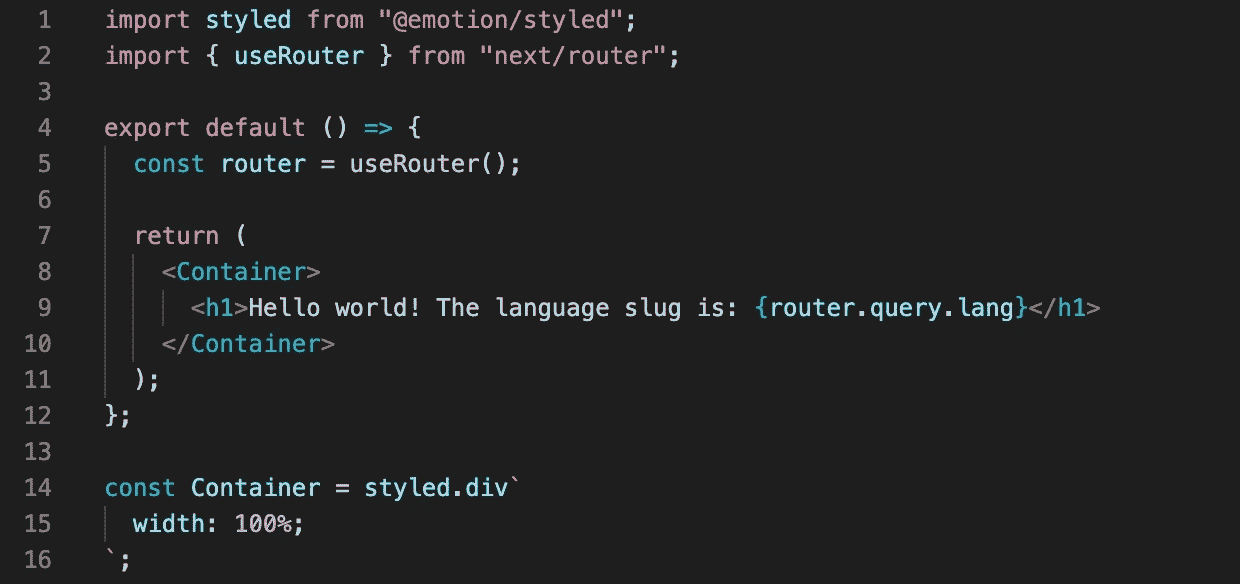 1 import styled from "@emotion/styled";
2 import { useRouter } from "next/router";
3
4 export default () => {
5   const router = useRouter();
6
7   return (
8     <Container>
9       <h1>Hello world! The language slug is: {router.query.lang}</h1>
10     </Container>
11   );
12 };
13
14 const Container = styled.div`
15   width: 100%;
16 `;